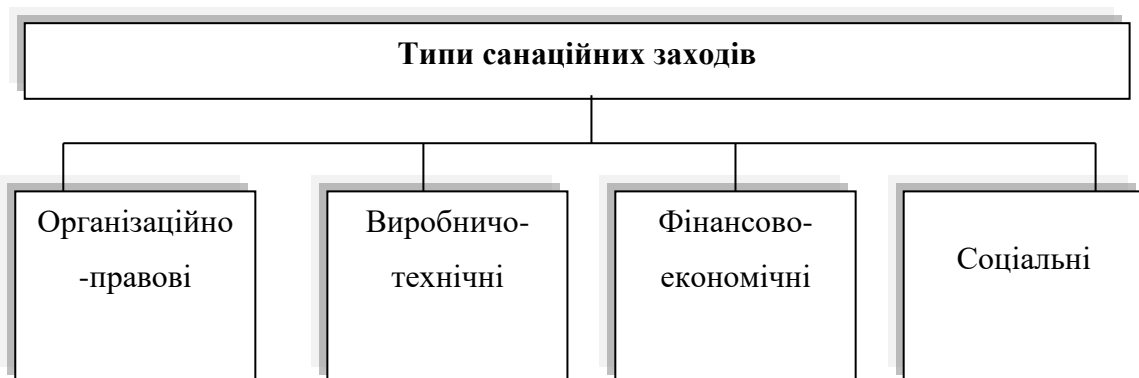 Типи санаційних заходів
Організаційно
-правові
Виробничо-
технічні
Фінансово-
економічні
Соціальні